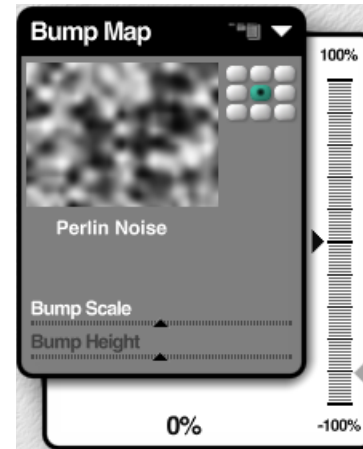 Bump Map
100%
Perlin Noise
Bump Scale
Bump Height
0%
-100%